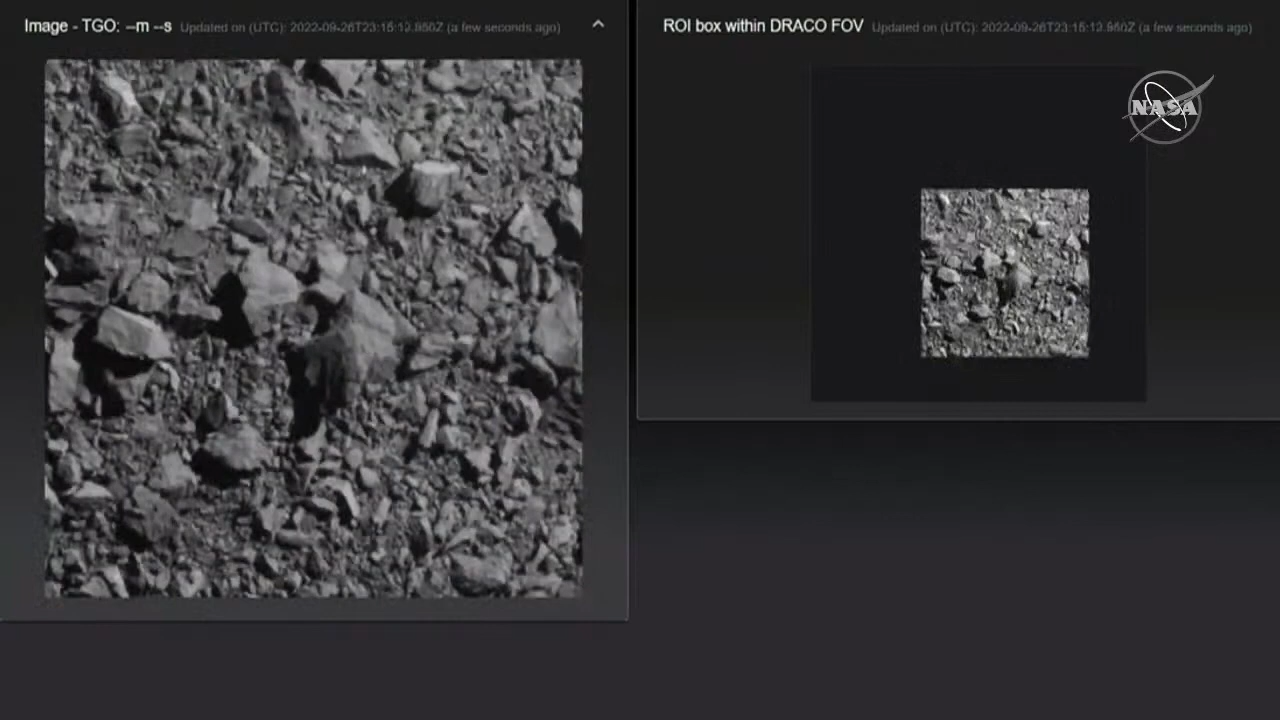 Image - TGO: --m --s Updated on (UTC): 2022-09-26T23:15:12.950Z (a few seconds ago)
ROI box within DRACO FOV Updated on (UTC): 2022-09-26T23:15:12.950Z (a few seconds ago)
NASA